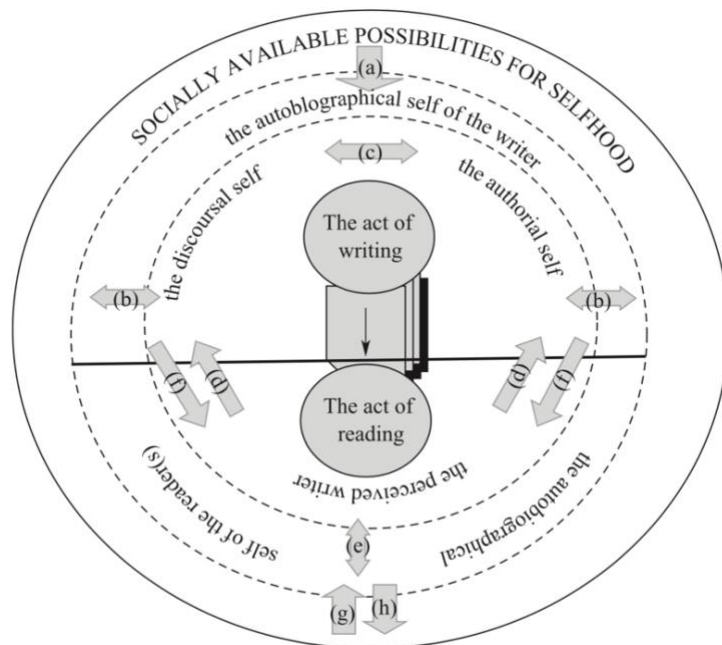 SOCIALLY AVAILABLE POSSIBILITIES FOR SELFHOOD
(a)
the autoblographical self of the writer
(c)
the discoursal self
the authorial self
The act of
writing
(b)
(b)
(f)
(d)
(d)
(f)
The act of
reading
the perceived writer
self of the reader(s)
the autobiographical
(e)
(g)
(h)